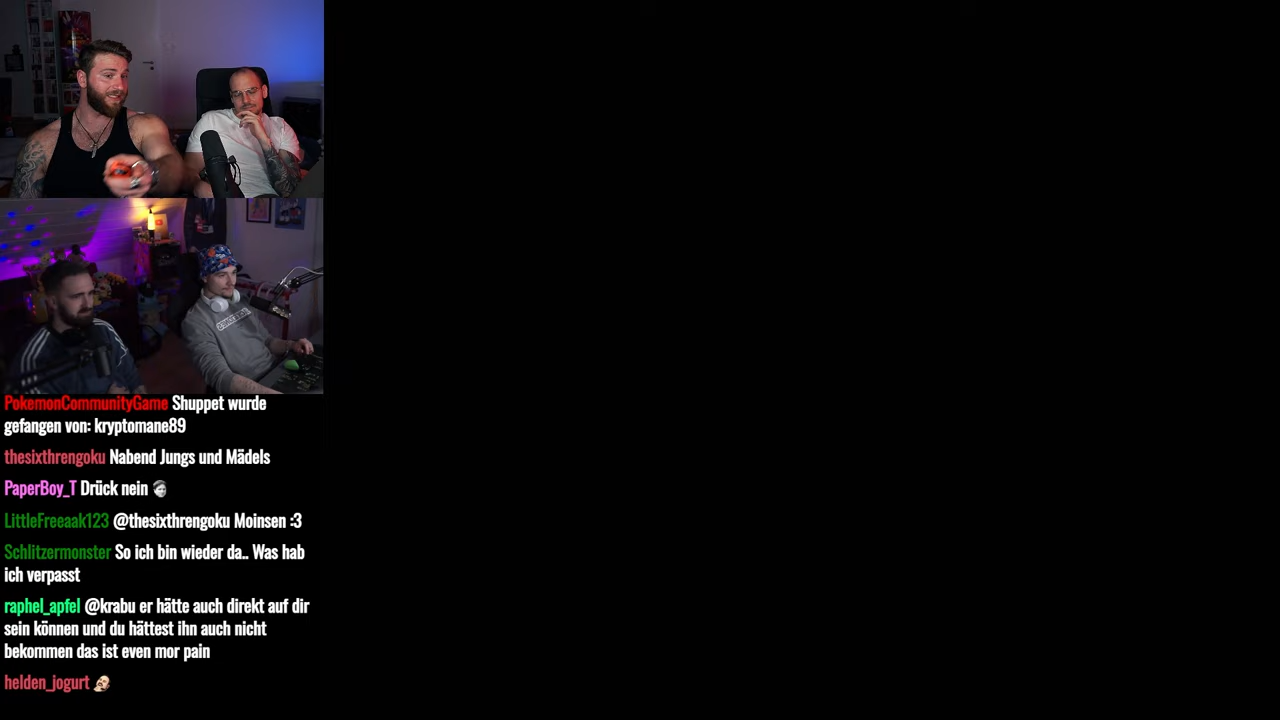 PokemonCommunityGame Shuppet wurde
gefangen von: kryptomane89
thesixthrengoku Nabend Jungs und Mädels
PaperBoy_T Drück nein
LittleFreeaak123 @thesixthrengoku Moinsen :3
Schlitzermonster So ich bin wieder da.. Was hab
ich verpasst
raphel_apfel @krabu er hätte auch direkt auf dir
sein können und du hättest ihn auch nicht
bekommen das ist even mor pain
helden_jogurt